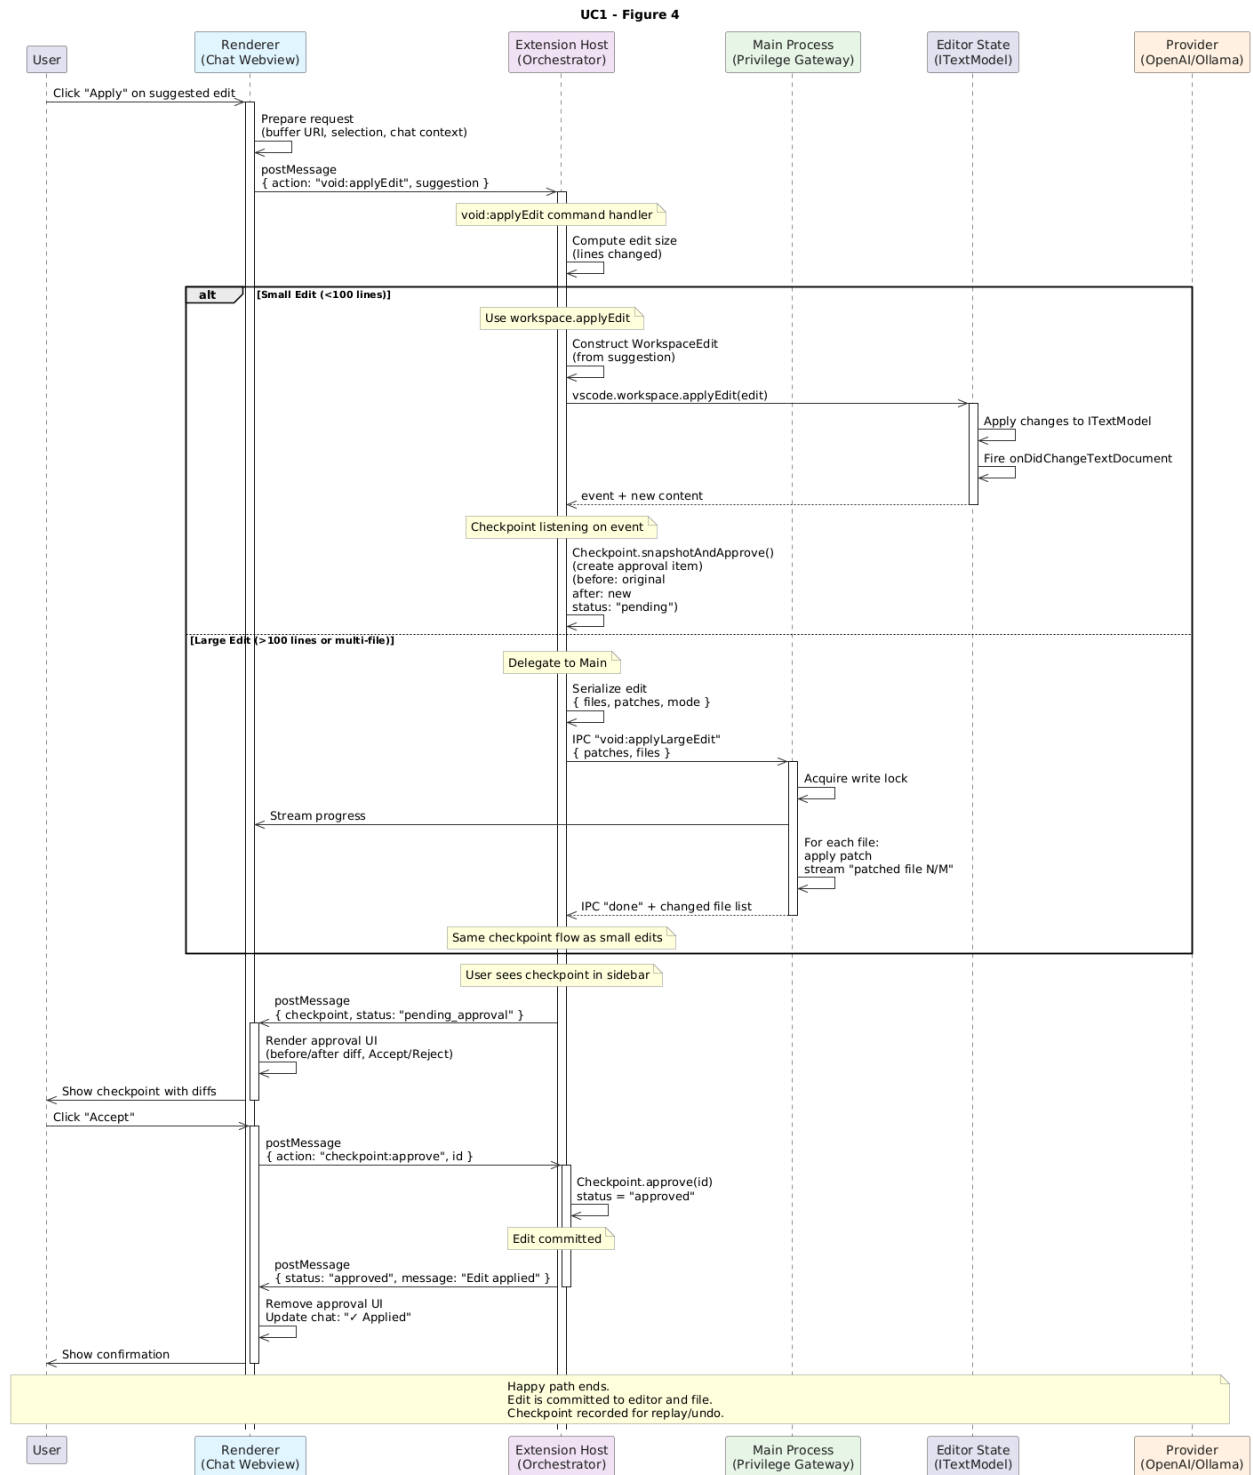 UC1 - Figure 4
User
Renderer
(Chat Webview)
Extension Host
(Orchestrator)
Main Process
(Privilege Gateway)
Editor State
(ITextModel)
Provider
(OpenAI/Ollama)
Click "Apply" on suggested edit
Prepare request
(buffer URI, selection, chat context)
postMessage
{ action: "void:applyEdit", suggestion }
void:applyEdit command handler
Compute edit size
(lines changed)
alt
[Small Edit (<100 lines)]
Use workspace.applyEdit
Construct WorkspaceEdit
(from suggestion)
vscode.workspace.applyEdit(edit)
Apply changes to ITextModel
Fire onDidChangeTextDocument
event + new content
Checkpoint listening on event
Checkpoint.snapshotAndApprove()
(create approval item)
(before: original
after: new
status: "pending")
[Large Edit (>100 lines or multi-file)]
Delegate to Main
Serialize edit
{ files, patches, mode }
IPC "void:applyLargeEdit"
{ patches, files }
Acquire write lock
Stream progress
For each file:
apply patch
stream "patched file N/M"
IPC "done" + changed file list
Same checkpoint flow as small edits
User sees checkpoint in sidebar
postMessage
{ checkpoint, status: "pending_approval" }
Render approval UI
(before/after diff, Accept/Reject)
Show checkpoint with diffs
Click "Accept"
postMessage
{ action: "checkpoint:approve", id }
Checkpoint.approve(id)
status = "approved"
Edit committed
postMessage
{ status: "approved", message: "Edit applied" }
Remove approval UI
Update chat: "✓ Applied"
Show confirmation
Happy path ends.
Edit is committed to editor and file.
Checkpoint recorded for replay/undo.
User
Renderer
(Chat Webview)
Extension Host
(Orchestrator)
Main Process
(Privilege Gateway)
Editor State
(ITextModel)
Provider
(OpenAI/Ollama)